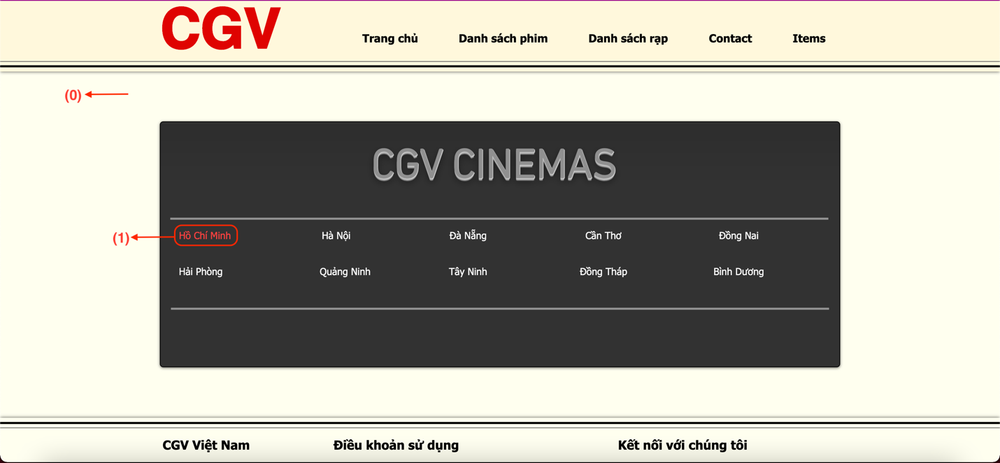 CGV
Trang chủ Danh sách phim Danh sách rạp Contact Items
(0)
CGV CINEMAS
(1) Hồ Chí Minh Hà Nội Đà Nẵng Cần Thơ Đồng Nai
Hải Phòng Quảng Ninh Tây Ninh Đồng Tháp Bình Dương
CGV Việt Nam Điều khoản sử dụng Kết nối với chúng tôi